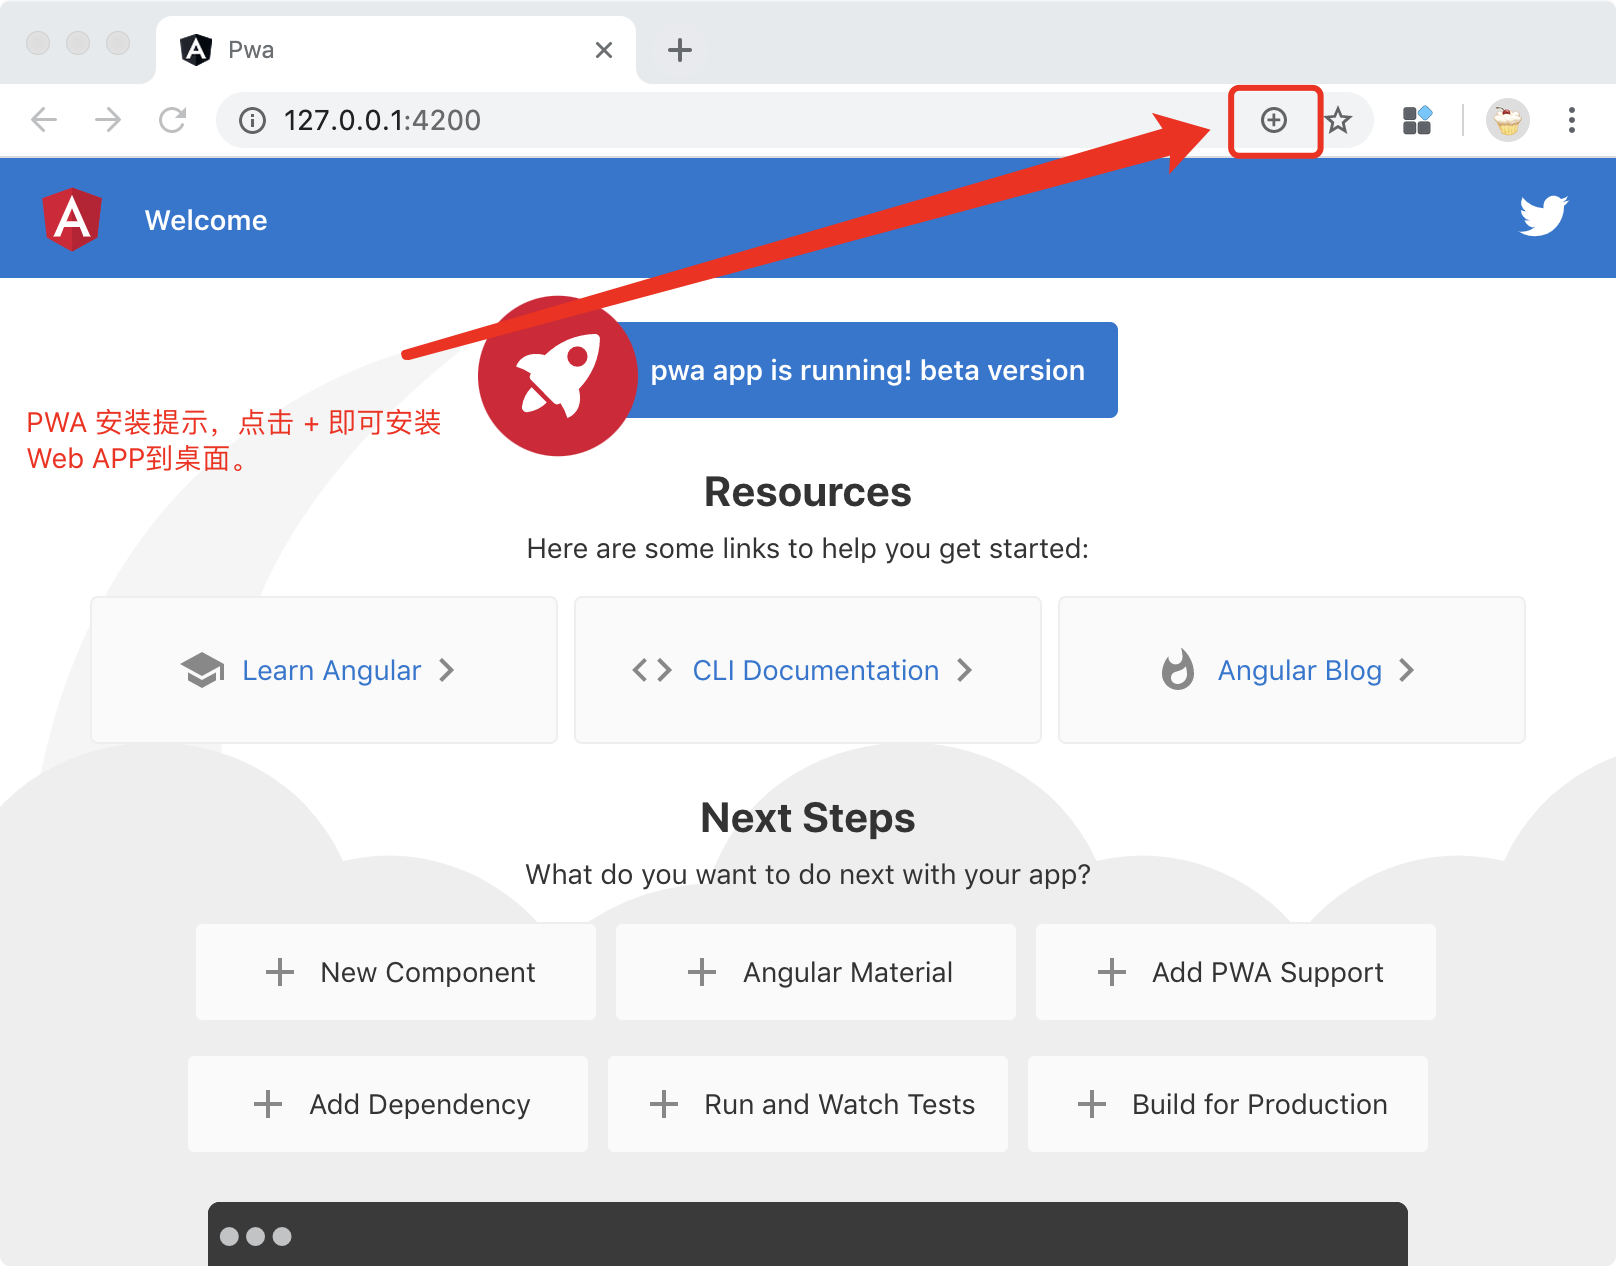 Pwa
127.0.0.1:4200
Welcome
pwa app is running! beta version
PWA 安装提示，点击 + 即可安装
Web APP到桌面。
Resources
Here are some links to help you get started:
Learn Angular
CLI Documentation
Angular Blog
Next Steps
What do you want to do next with your app?
New Component
Angular Material
Add PWA Support
Add Dependency
Run and Watch Tests
Build for Production